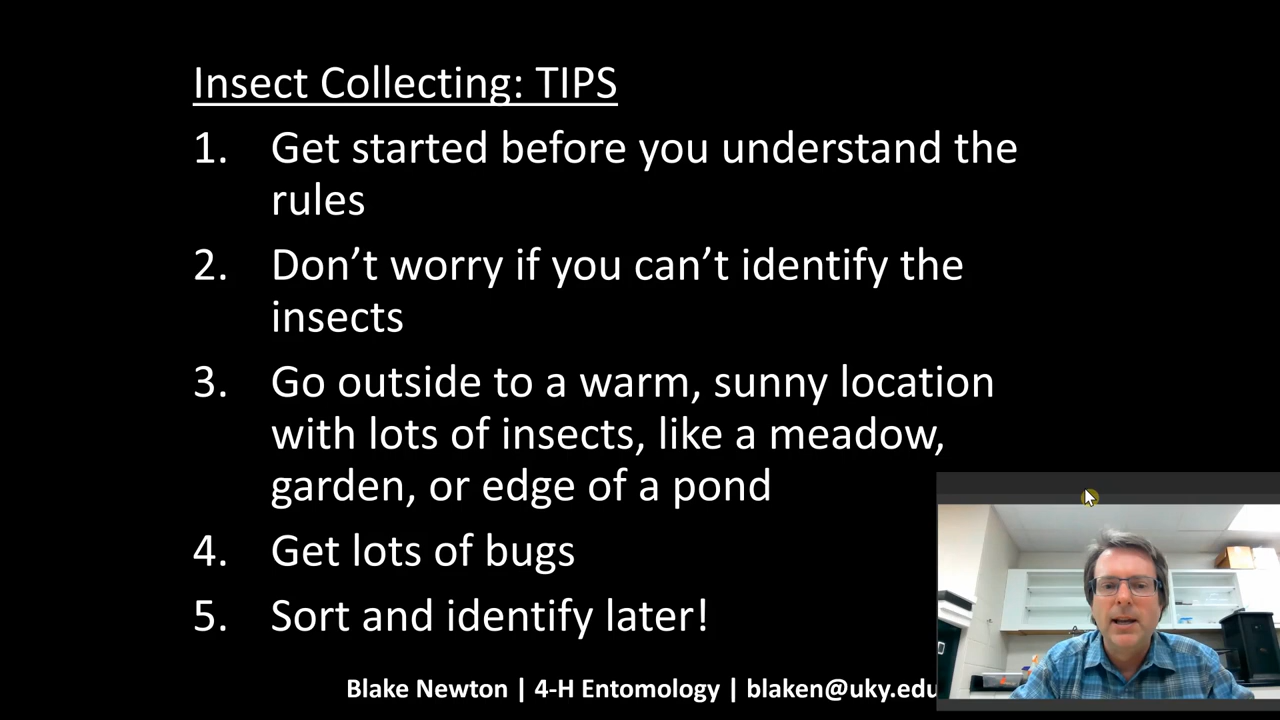 Insect Collecting: TIPS
1. Get started before you understand the
rules
2. Don’t worry if you can’t identify the
insects
3. Go outside to a warm, sunny location
with lots of insects, like a meadow,
garden, or edge of a pond
4. Get lots of bugs
5. Sort and identify later!
Blake Newton | 4-H Entomology | blaken@uky.edu